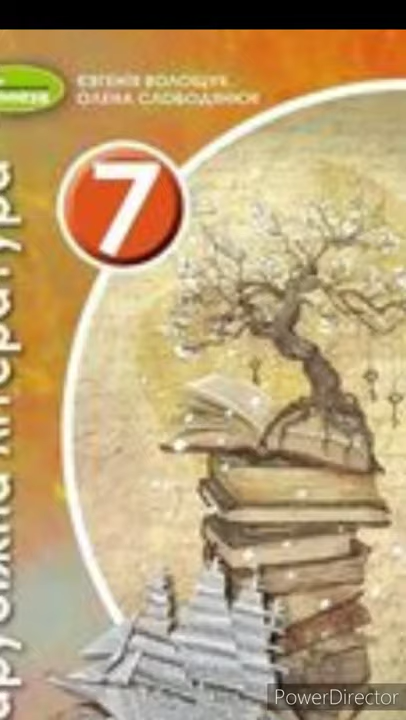 ЄВГЕНІЯ ВОЛОЩУК
ОЛЕНА СЛОБОДЯНЮК
7
арубіжна література
PowerDirector